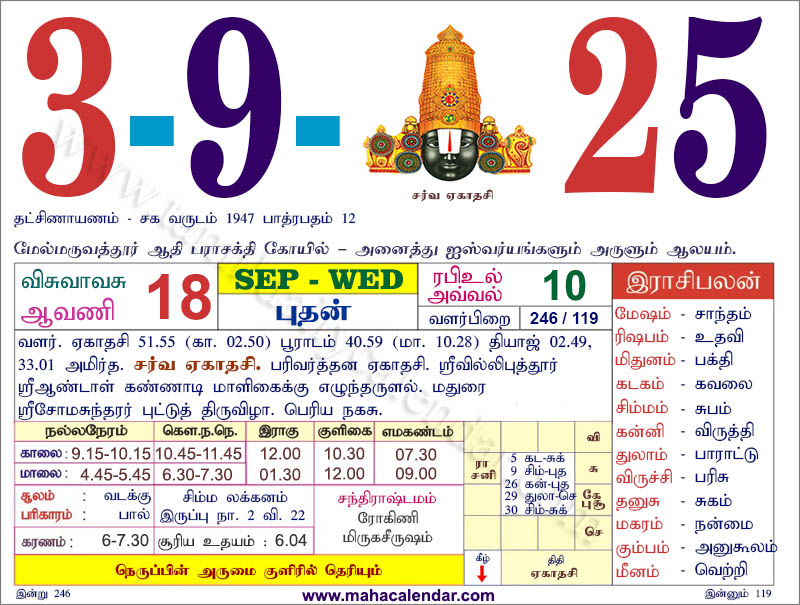 3-9- 25
சர்வ ஏகாதசி
தட்சிணாயணம் - சக வருடம் 1947 பாத்ரபதம் 12
மேல்மருவத்தூர் ஆதி பராசக்தி கோயில் – அனைத்து ஐஸ்வர்யங்களும் அருளும் ஆலயம்.
விசுவாவசு
ஆவணி 18
SEP - WED
புதன்
ரபிஉல் அவ்வல் 10
வளர்பிறை 246 / 119
வளர். ஏகாதசி 51.55 (கா. 02.50) பூராடம் 40.59 (மா. 10.28) தியாஜ் 02.49,
33.01 அமிர்த. சர்வ ஏகாதசி. பரிவர்த்தன ஏகாதசி. ஸ்ரீவில்லிபுத்தூர்
ஸ்ரீஆண்டாள் கண்ணாடி மாளிகைக்கு எழுந்தருளல். மதுரை
ஸ்ரீசோமசுந்தரர் புட்டுத் திருவிழா. பெரிய நகசு.
நல்லநேரம் கௌ.ந.நெ. இராகு குளிகை எமகண்டம்
காலை: 9.15-10.15 10.45-11.45 12.00 10.30 07.30
மாலை: 4.45-5.45 6.30-7.30 01.30 12.00 09.00
சூலம் : வடக்கு
பரிகாரம் : பால்
சிம்ம லக்கனம்
இருப்பு நா. 2 வி. 22
சந்திராஷ்டமம்
ரோகிணி
மிருகசீருஷம்
கரணம்: 6-7.30 சூரிய உதயம் : 6.04
நெருப்பின் அருமை குளிரில் தெரியும்
ரா
சனி
5 கட-சுக்
9 சிம்-புத
26 கன்-புத
29 துலா-செ
30 சிம்-சுக்
வி
சு
கே
பு சூ
செ
கீழ்
திதி
ஏகாதசி
இராசிபலன்
மேஷம் - சாந்தம்
ரிஷபம் - உதவி
மிதுனம் - பக்தி
கடகம் - கவலை
சிம்மம் - சுபம்
கன்னி - விருத்தி
துலாம் - பாராட்டு
விருச்சி - பரிசு
தனுசு - சுகம்
மகரம் - நன்மை
கும்பம் - அனுகூலம்
மீனம் - வெற்றி
இன்று 246
www.mahacalendar.com
இன்னும் 119